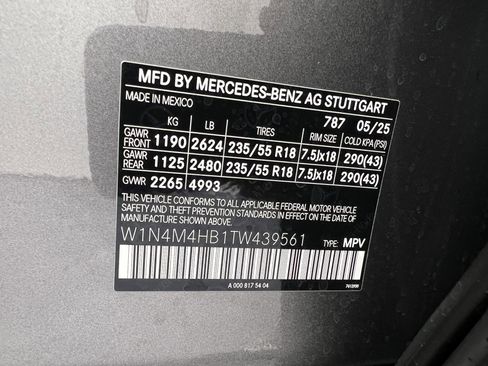 MFD BY MERCEDES-BENZ AG STUTTGART
MADE IN MEXICO 787 05/25
KG LB TIRES RIM SIZE COLD KPA (PSI)
GAWR FRONT 1190 2624 235/55 R18 7.5Jx18 290(43)
GAWR REAR 1125 2480 235/55 R18 7.5Jx18 290(43)
GVWR 2265 4993
THIS VEHICLE CONFORMS TO ALL APPLICABLE FEDERAL MOTOR VEHICLE
SAFETY AND THEFT PREVENTION STANDARDS IN EFFECT ON THE DATE
OF MANUFACTURE SHOWN ABOVE.
W1N4M4HB1TW439561 TYPE: MPV
A 000 817 54 04